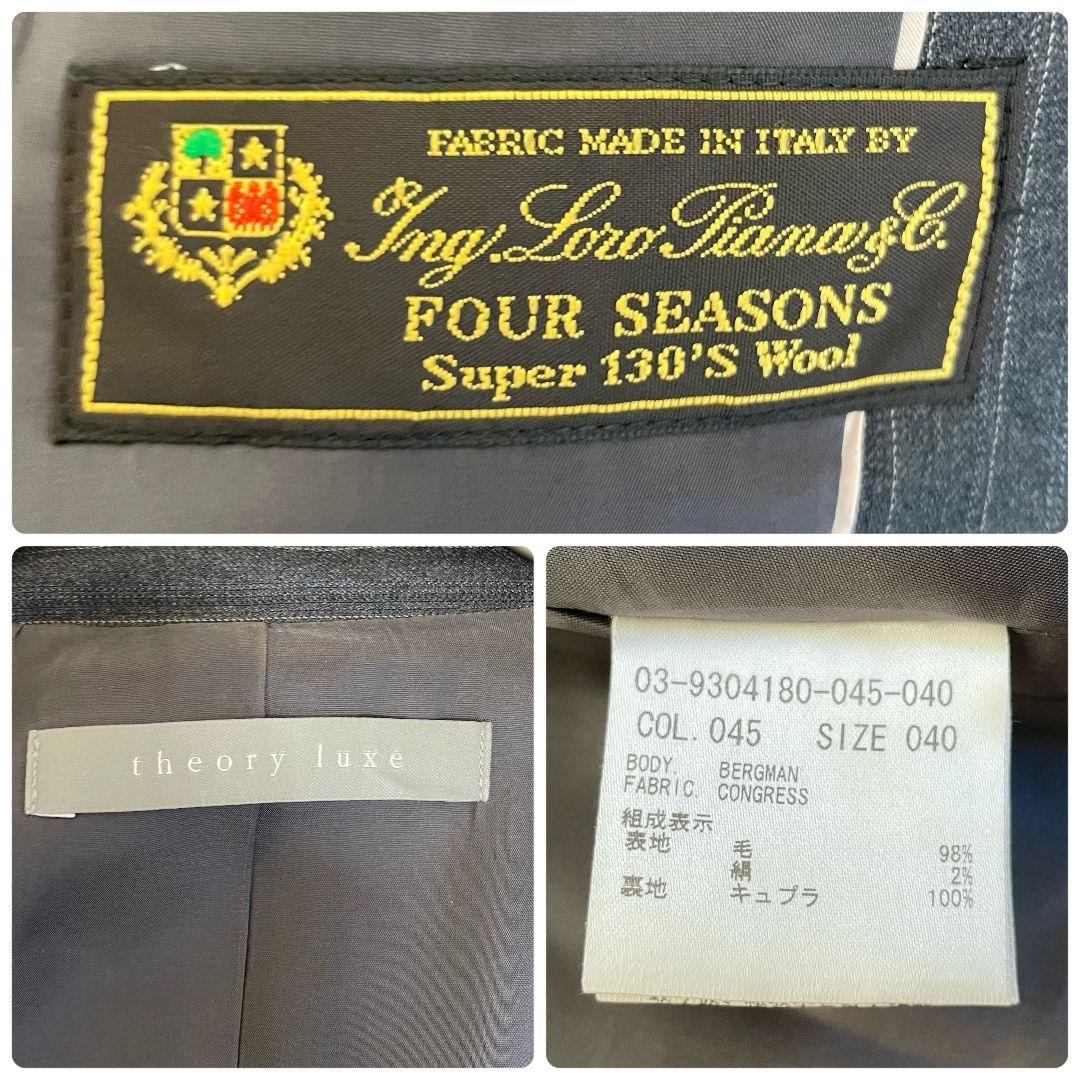 FABRIC MADE IN ITALY BY
Ing. Loro Piana & C.
FOUR SEASONS
Super 130'S Wool
theory luxe
03-9304180-045-040
COL. 045 SIZE 040
BODY. BERGMAN
FABRIC. CONGRESS
組成表示
表地 毛 98%
絹 2%
裏地 キュプラ 100%